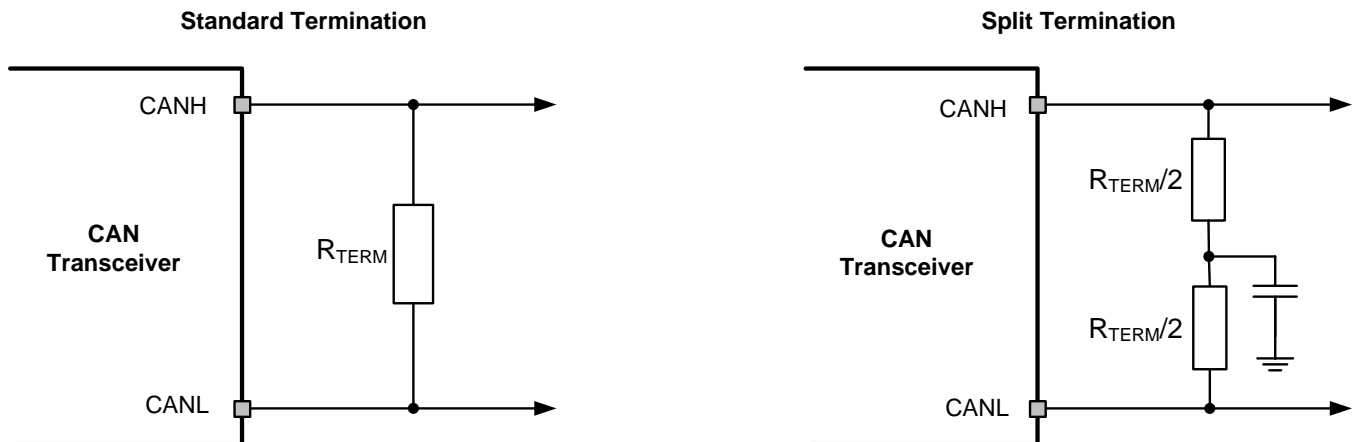 Standard Termination
CANH
CAN
Transceiver
RTERM
CANL
Split Termination
CANH
CAN
Transceiver
RTERM/2
RTERM/2
CANL